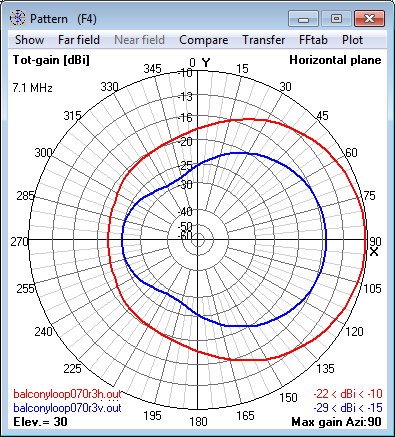 Pattern (F4)
Show Far field Near field Compare Transfer FFtab Plot
Tot-gain [dBi] 0 Y Horizontal plane
7.1 MHz
345 -10 15
330 30
315 -13 45
300 -16 60
285 -20 75
-25
-30
-40
-50
-60
270 90
X
255 105
240 120
225 135
210 150
195 180 165
balconyloop070r3h.out -22 < dBi < -10
balconyloop070r3v.out -29 < dBi < -15
Elev.= 30 Max gain Azi:90